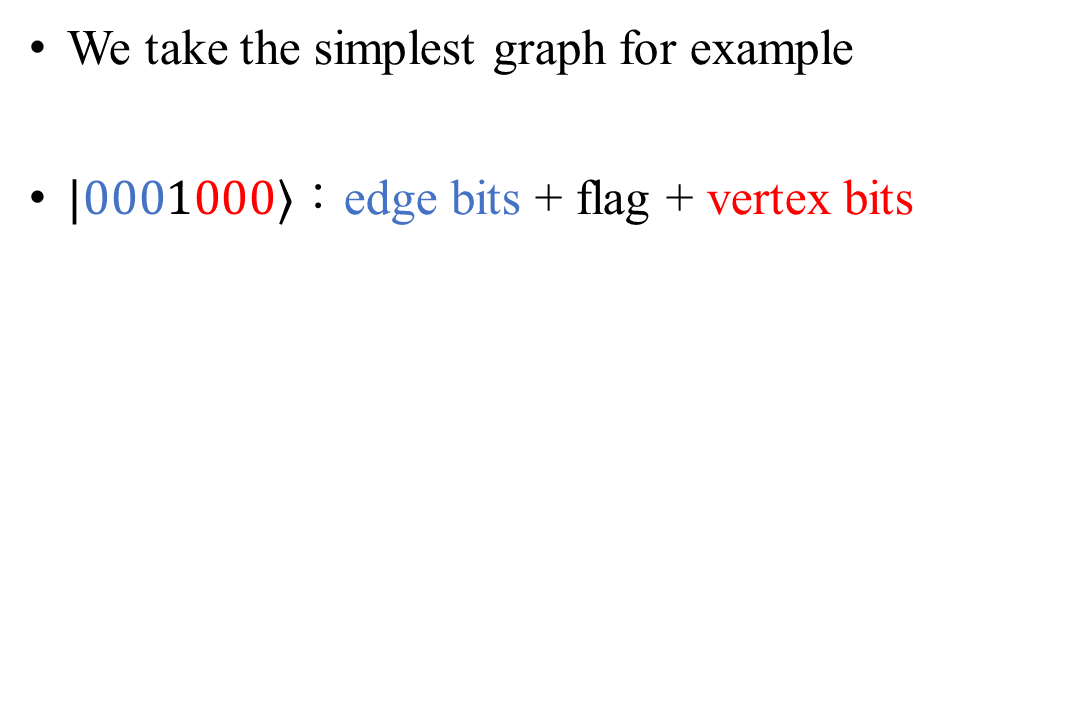 • We take the simplest graph for example
• |0001000⟩ : edge bits + flag + vertex bits